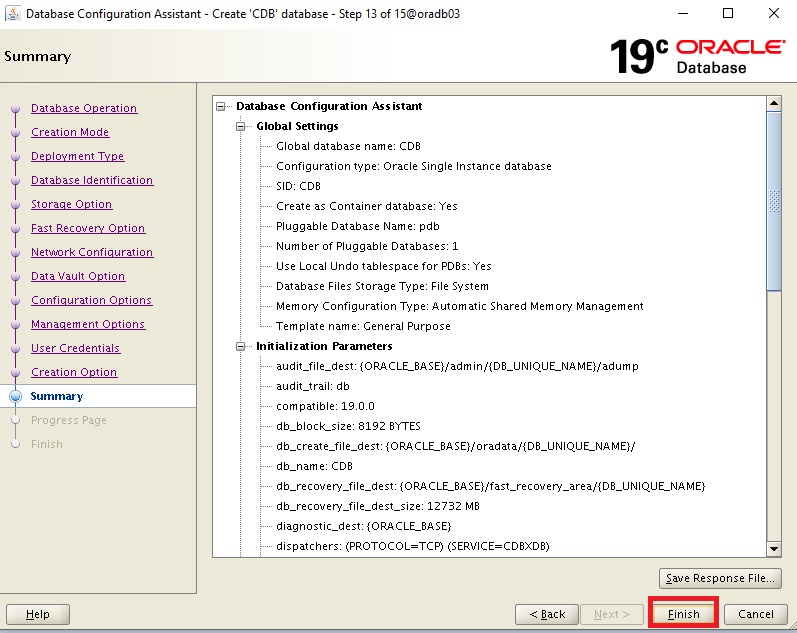 Database Configuration Assistant - Create 'CDB' database - Step 13 of 15@oradb03
Summary
19c ORACLE®
Database
Database Operation
Creation Mode
Deployment Type
Database Identification
Storage Option
Fast Recovery Option
Network Configuration
Data Vault Option
Configuration Options
Management Options
User Credentials
Creation Option
Summary
Progress Page
Finish
Database Configuration Assistant
Global Settings
Global database name: CDB
Configuration type: Oracle Single Instance database
SID: CDB
Create as Container database: Yes
Pluggable Database Name: pdb
Number of Pluggable Databases: 1
Use Local Undo tablespace for PDBs: Yes
Database Files Storage Type: File System
Memory Configuration Type: Automatic Shared Memory Management
Template name: General Purpose
Initialization Parameters
audit_file_dest: {ORACLE_BASE}/admin/{DB_UNIQUE_NAME}/adump
audit_trail: db
compatible: 19.0.0
db_block_size: 8192 BYTES
db_create_file_dest: {ORACLE_BASE}/oradata/{DB_UNIQUE_NAME}/
db_name: CDB
db_recovery_file_dest: {ORACLE_BASE}/fast_recovery_area/{DB_UNIQUE_NAME}
db_recovery_file_dest_size: 12732 MB
diagnostic_dest: {ORACLE_BASE}
dispatchers: (PROTOCOL=TCP) (SERVICE=CDBXDB)
Save Response File...
Help
< Back
Next >
Finish
Cancel